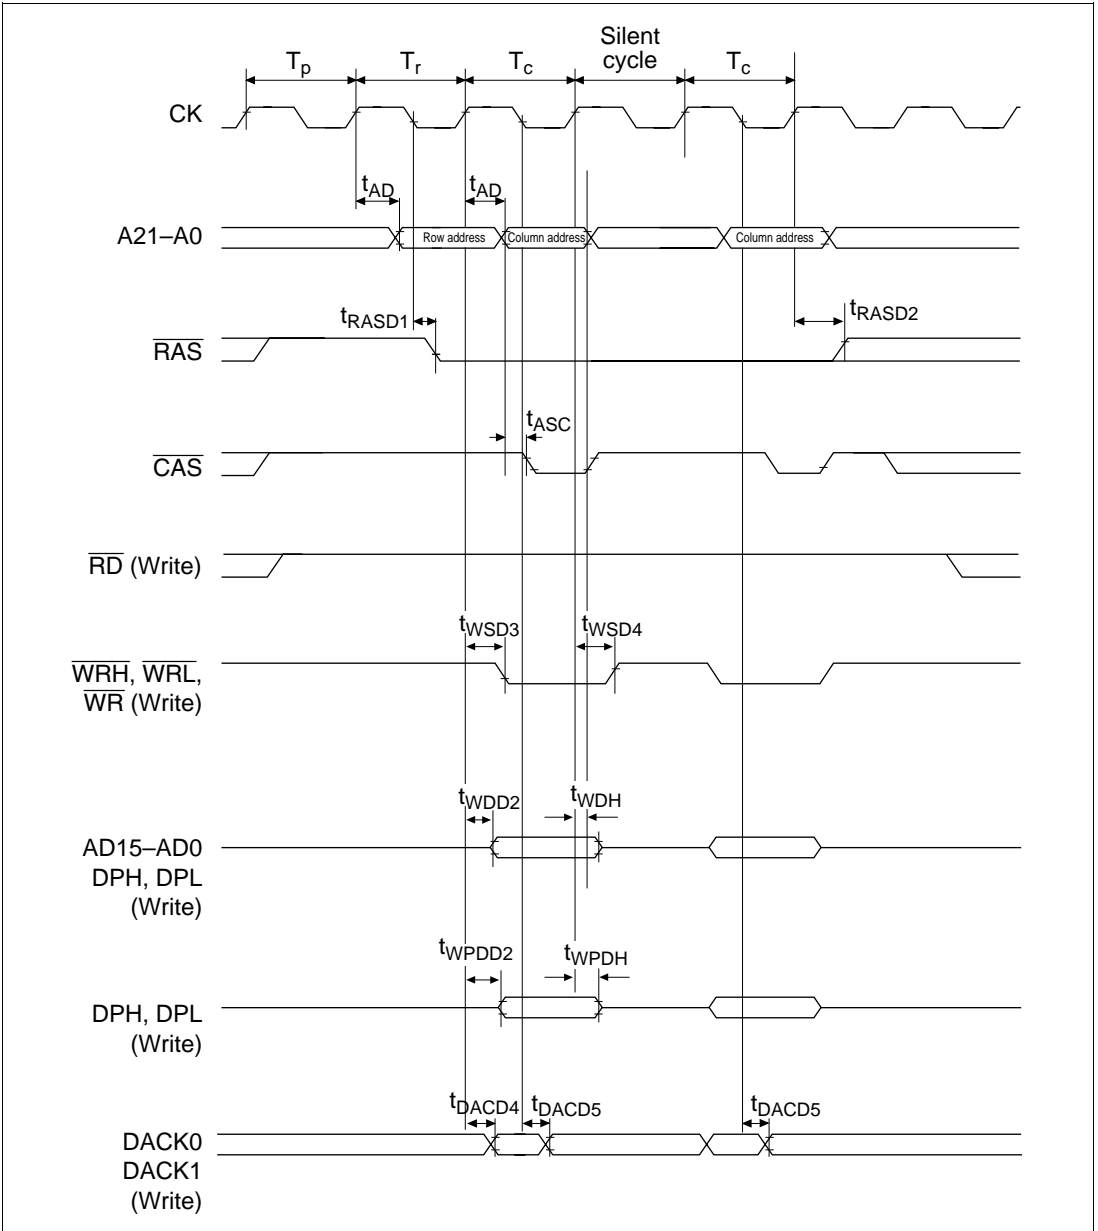 Silent
Tp Tr Tc cycle Tc
CK
tAD tAD
A21–A0 Row address Column address Column address
tRASD1 tRASD2
RAS
tASC
CAS
RD (Write)
tWSD3 tWSD4
WRH, WRL,
WR (Write)
tWDD2 tWDH
AD15–AD0
DPH, DPL
(Write)
tWPDD2 tWPDH
DPH, DPL
(Write)
tDACD4 tDACD5 tDACD5
DACK0
DACK1
(Write)